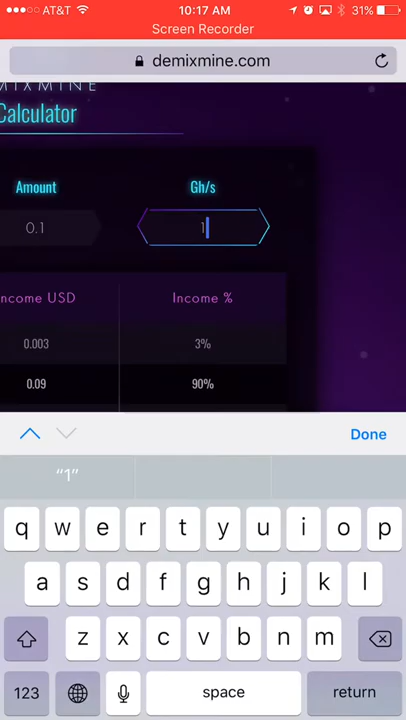 AT&T 10:17 AM 31%
Screen Recorder
demixmine.com
MIXMINE
Calculator
Amount Gh/s
0.1 1
ncome USD Income %
0.003 3%
0.09 90%
Done
“1”
q w e r t y u i o p
a s d f g h j k l
z x c v b n m
123 space return